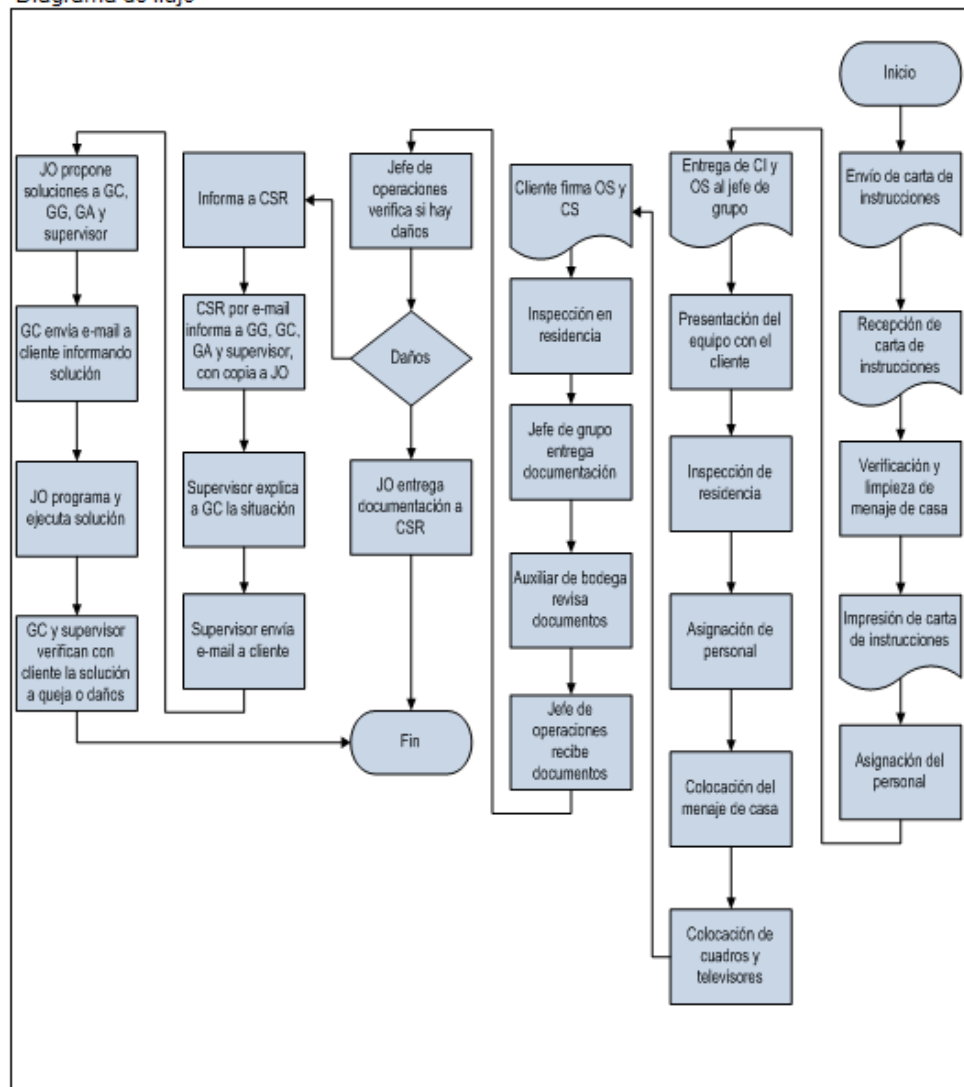 Diagrama de flujo
Inicio
Envío de carta de
instrucciones
Recepción de
carta de
instrucciones
Verificación y
limpieza de
menaje de casa
Impresión de carta
de instrucciones
Asignación del
personal
Entrega de CI y
OS al jefe de
grupo
Presentación del
equipo con el
cliente
Inspección de
residencia
Asignación de
personal
Colocación del
menaje de casa
Colocación de
cuadros y
televisores
Cliente firma OS y
CS
Inspección en
residencia
Jefe de grupo
entrega
documentación
Auxiliar de bodega
revisa
documentos
Jefe de
operaciones
recibe
documentos
Jefe de
operaciones
verifica si hay
daños
Daños
JO entrega
documentación a
CSR
Fin
Informa a CSR
CSR por e-mail
informa a GG, GC,
GA y supervisor,
con copia a JO
Supervisor explica
a GC la situación
Supervisor envía
e-mail a cliente
JO propone
soluciones a GC,
GG, GA y
supervisor
GC envía e-mail a
cliente informando
solución
JO programa y
ejecuta solución
GC y supervisor
verifican con
cliente la solución
a queja o daños